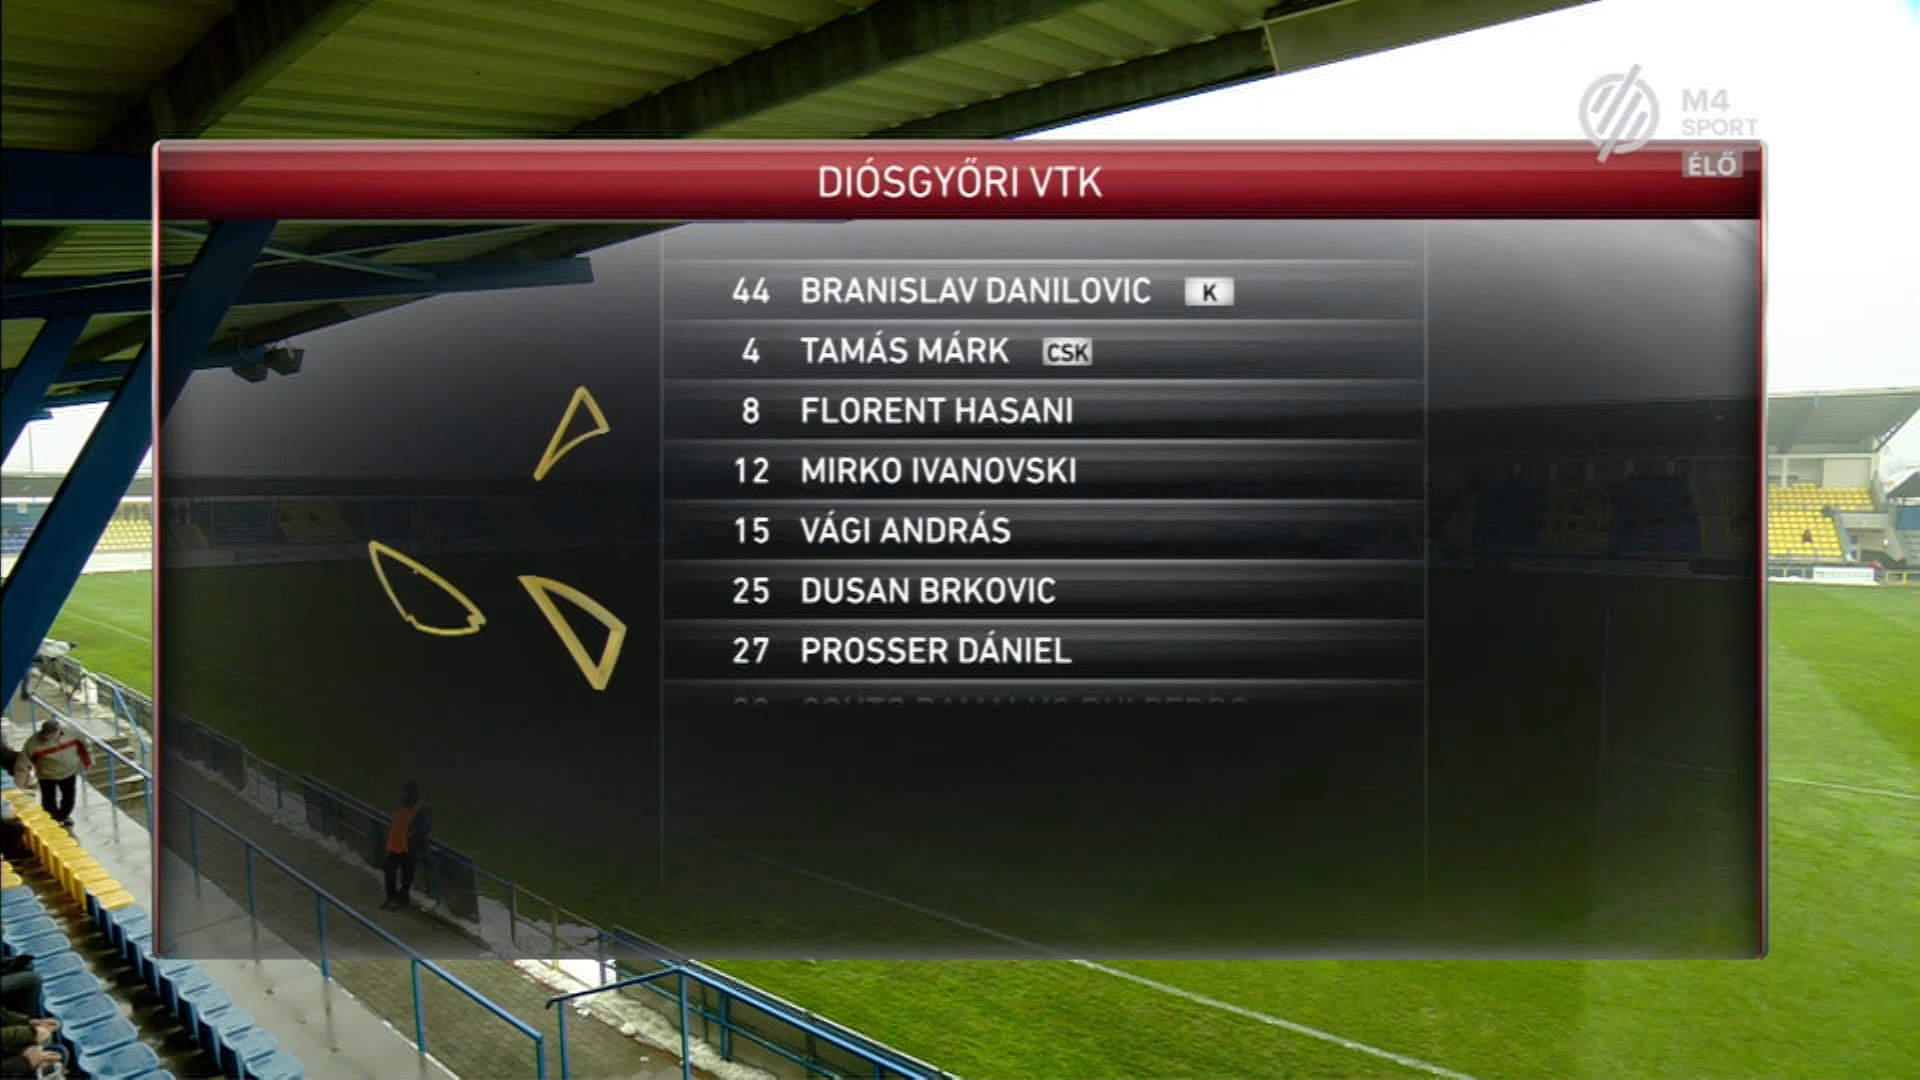 M4
SPORT
ÉLŐ
DIÓSGYŐRI VTK
44 BRANISLAV DANILOVIC K
4 TAMÁS MÁRK CSK
8 FLORENT HASANI
12 MIRKO IVANOVSKI
15 VÁGI ANDRÁS
25 DUSAN BRKOVIC
27 PROSSER DÁNIEL